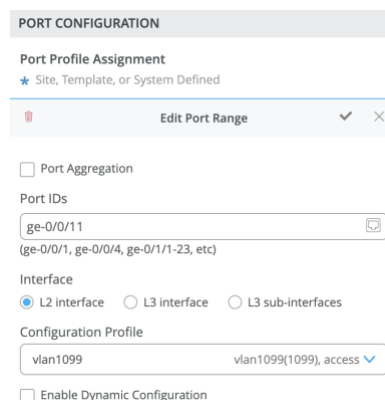 PORT CONFIGURATION
Port Profile Assignment
* Site, Template, or System Defined
Edit Port Range
Port Aggregation
Port IDs
ge-0/0/11
(ge-0/0/1, ge-0/0/4, ge-0/1/1-23, etc)
Interface
L2 interface L3 interface L3 sub-interfaces
Configuration Profile
vlan1099 vlan1099(1099), access
Enable Dynamic Configuration